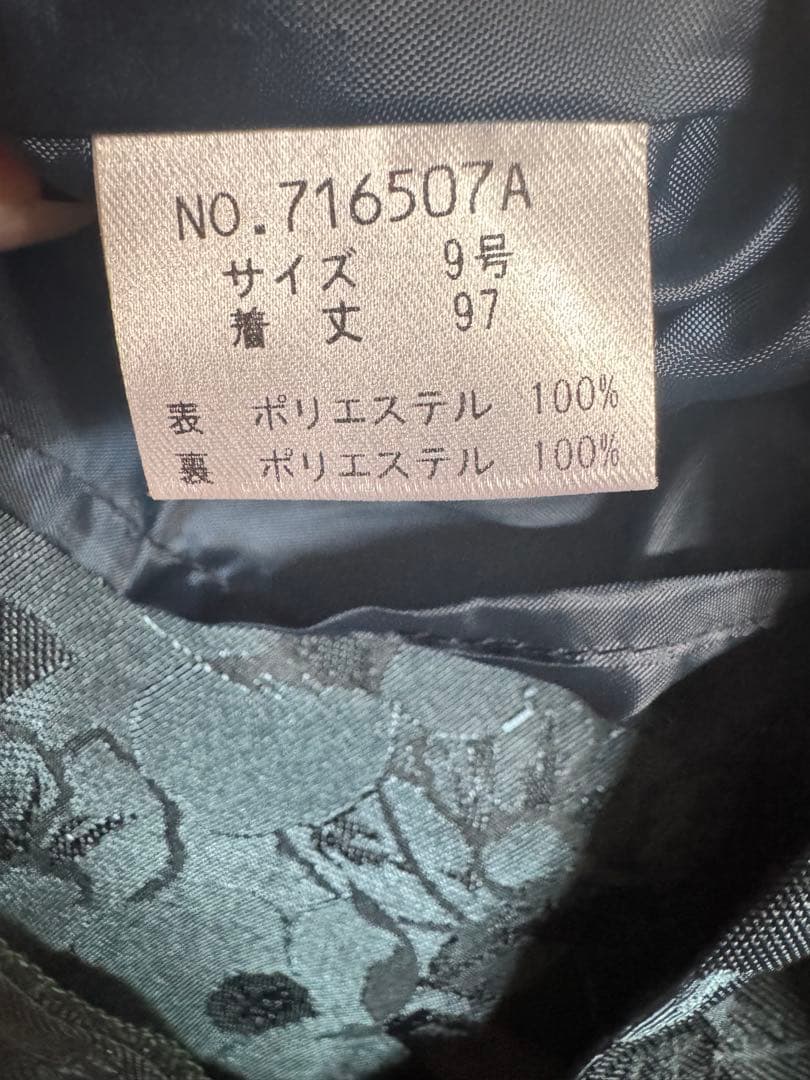 NO.716507A
サイズ 9号
着丈 97
表 ポリエステル 100%
裏 ポリエステル 100%